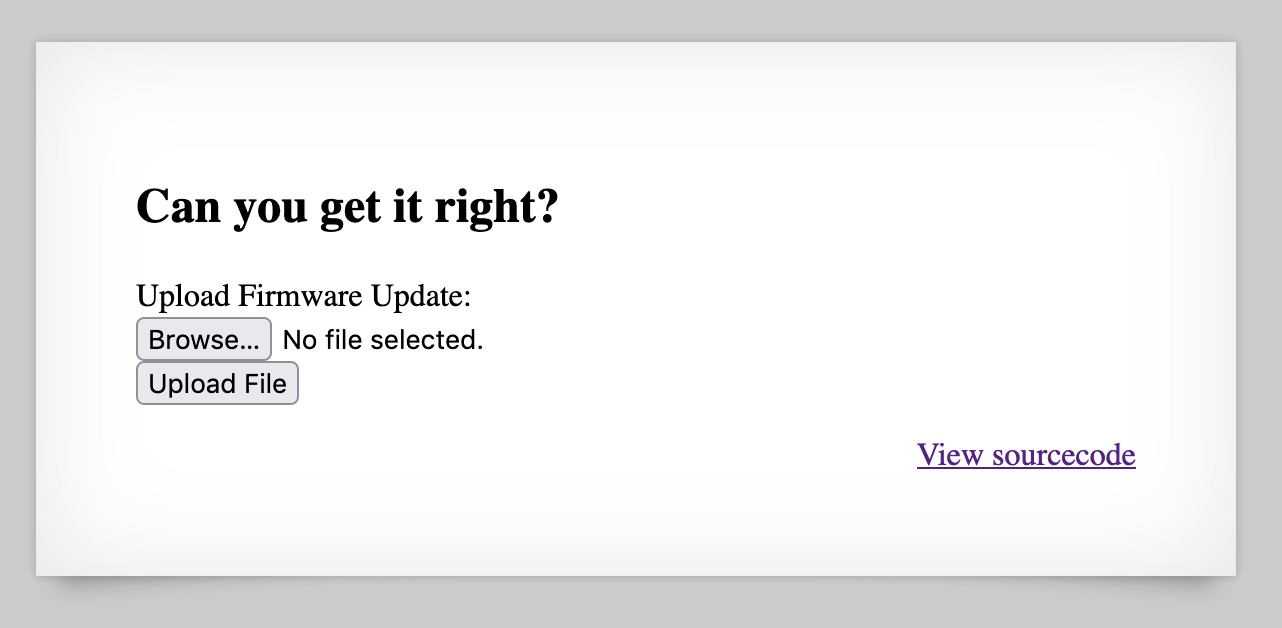 Can you get it right?
Upload Firmware Update:
Browse... No file selected.
Upload File
View sourcecode